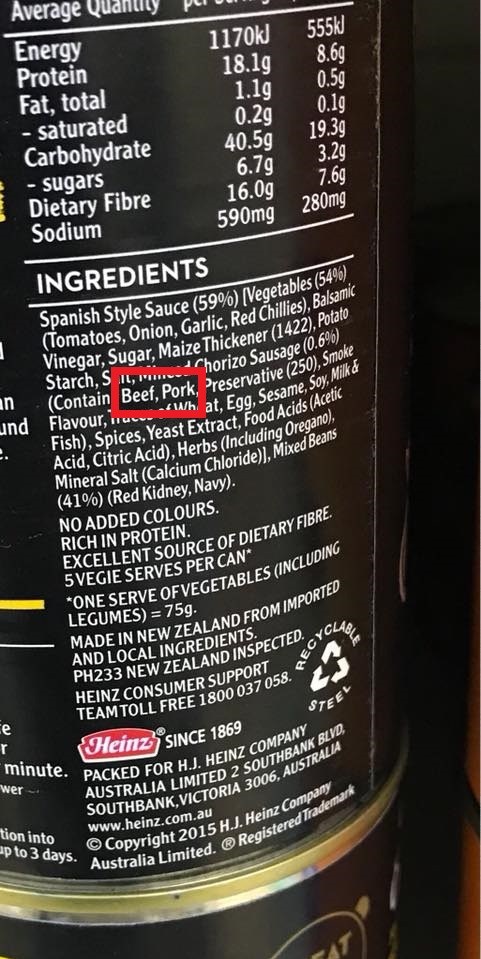 Average Quantity
Energy 1170kJ 555kJ
Protein 18.1g 8.6g
Fat, total 1.1g 0.5g
- saturated 0.2g 0.1g
Carbohydrate 40.5g 19.3g
- sugars 6.7g 3.2g
Dietary Fibre 16.0g 7.6g
Sodium 590mg 280mg
INGREDIENTS
Spanish Style Sauce (59%) [Vegetables (54%)
(Tomatoes, Onion, Garlic, Red Chillies), Balsamic
Vinegar, Sugar, Maize Thickener (1422), Potato
Starch, Salt, Minced Chorizo Sausage (0.6%)
(Contain Beef, Pork, Preservative (250), Smoke
Flavour, Traces of Wheat, Egg, Sesame, Soy, Milk &
Fish), Spices, Yeast Extract, Food Acids (Acetic
Acid, Citric Acid), Herbs (Including Oregano),
Mineral Salt (Calcium Chloride)], Mixed Beans
(41%) (Red Kidney, Navy).
NO ADDED COLOURS.
RICH IN PROTEIN.
EXCELLENT SOURCE OF DIETARY FIBRE.
5 VEGIE SERVES PER CAN*
*ONE SERVE OF VEGETABLES (INCLUDING
LEGUMES) = 75g.
MADE IN NEW ZEALAND FROM IMPORTED
AND LOCAL INGREDIENTS.
PH233 NEW ZEALAND INSPECTED.
HEINZ CONSUMER SUPPORT
TEAM TOLL FREE 1800 037 058.
RECYCLABLE
STEEL
Heinz® SINCE 1869
minute.
PACKED FOR H.J. HEINZ COMPANY
AUSTRALIA LIMITED 2 SOUTHBANK BLVD,
SOUTHBANK, VICTORIA 3006, AUSTRALIA
www.heinz.com.au
tion into
up to 3 days.
© Copyright 2015 H.J. Heinz Company
Australia Limited. ® Registered Trademark